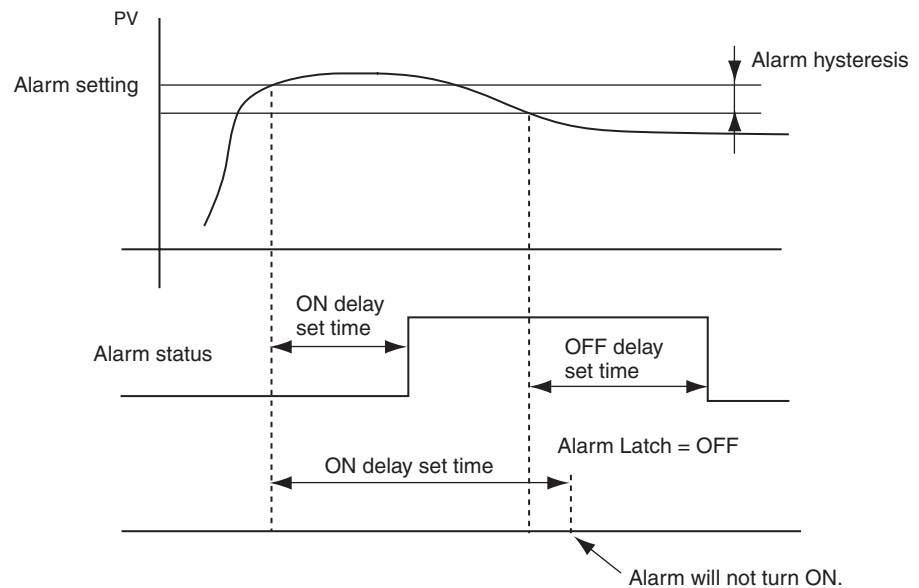 PV
Alarm hysteresis
Alarm setting
ON delay
set time
Alarm status
OFF delay
set time
Alarm Latch = OFF
ON delay set time
Alarm will not turn ON.